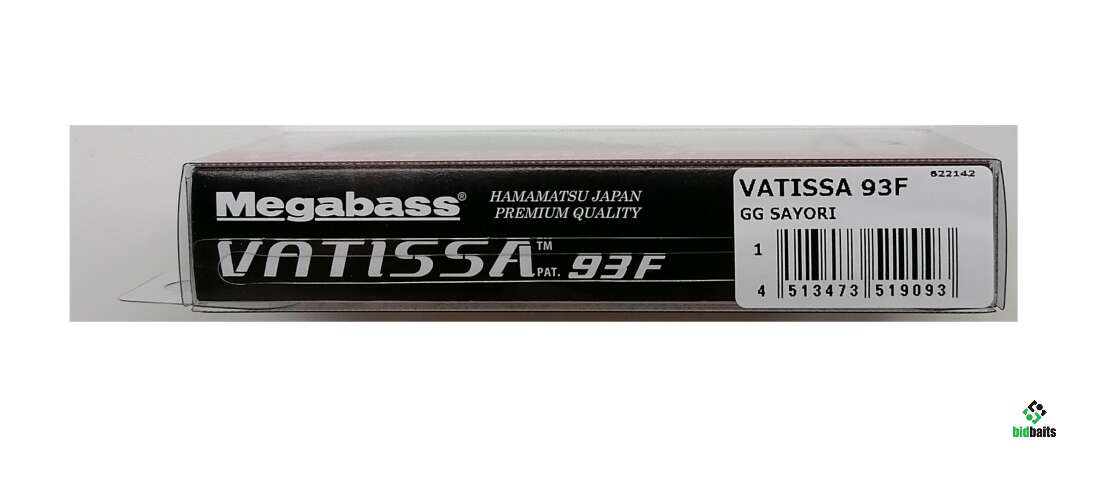 Megabass®
HAMAMATSU JAPAN
PREMIUM QUALITY
VATISSA™
PAT. 93F
VATISSA 93F
622142
GG SAYORI
1
4 513473 519093
bidbaits